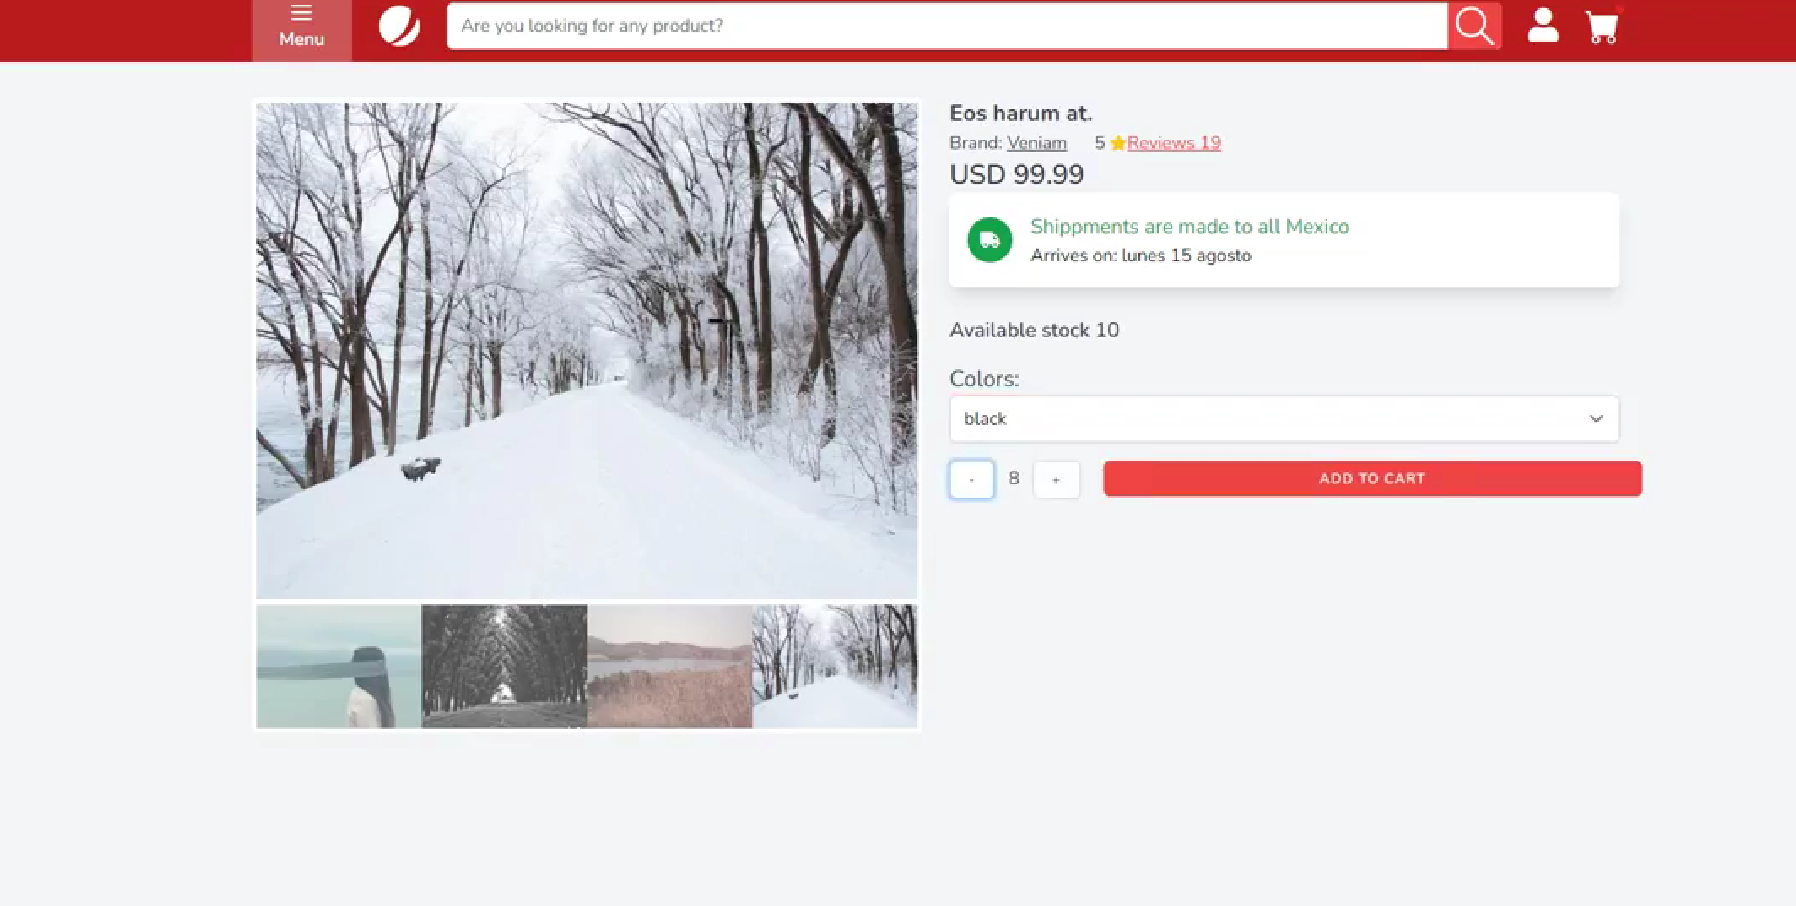 Menu
Are you looking for any product?
Eos harum at.
Brand: Veniam 5 ⭐Reviews 19
USD 99.99
Shippments are made to all Mexico
Arrives on: lunes 15 agosto
Available stock 10
Colors:
black
- 8 + ADD TO CART